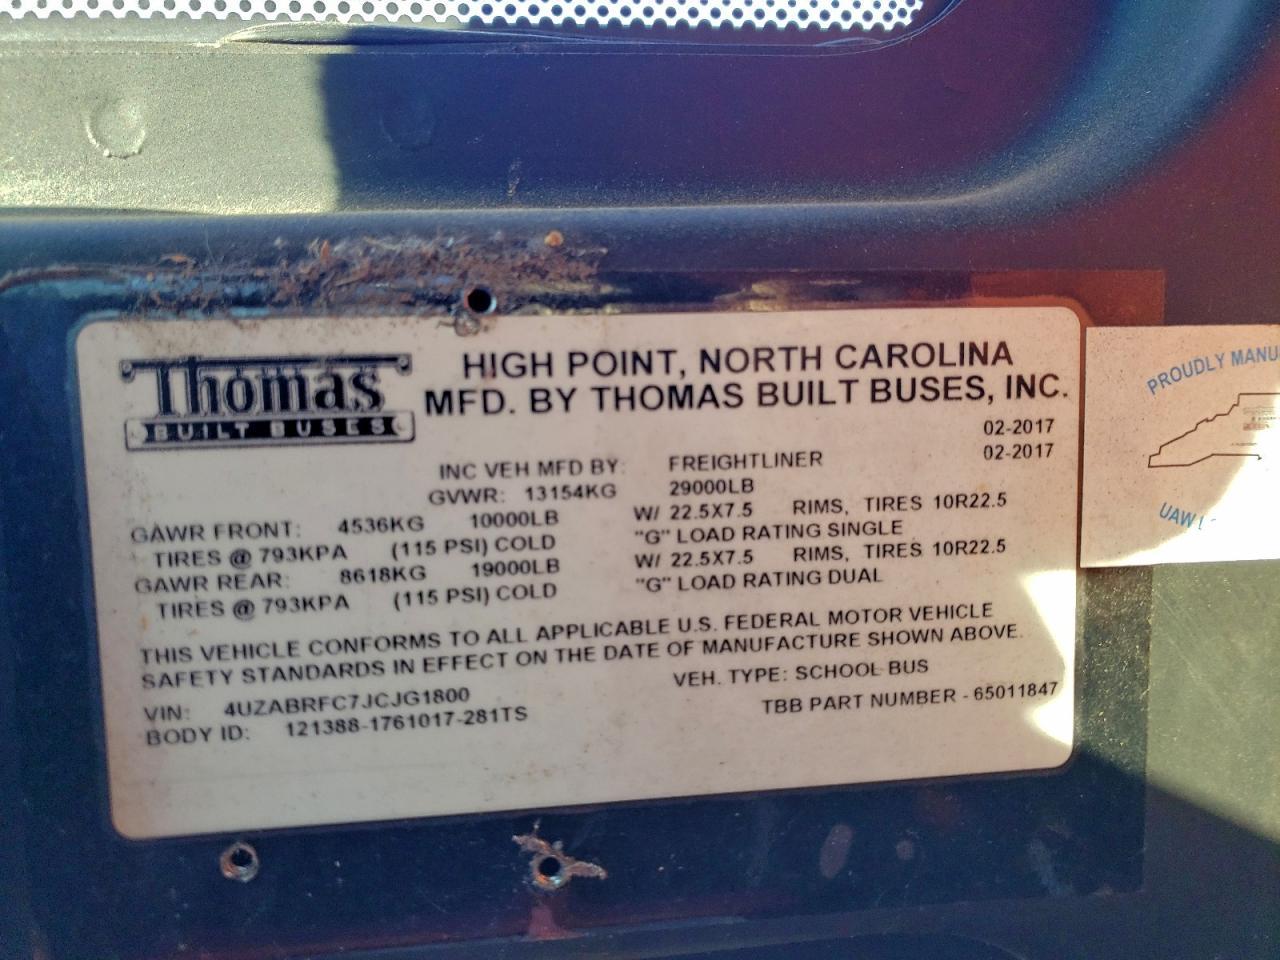 Thomas
BUILT BUSES
HIGH POINT, NORTH CAROLINA
MFD. BY THOMAS BUILT BUSES, INC.
02-2017
INC VEH MFD BY: FREIGHTLINER 02-2017
GVWR: 13154KG 29000LB
GAWR FRONT: 4536KG 10000LB W/ 22.5X7.5 RIMS, TIRES 10R22.5
TIRES @ 793KPA (115 PSI) COLD "G" LOAD RATING SINGLE
GAWR REAR: 8618KG 19000LB W/ 22.5X7.5 RIMS, TIRES 10R22.5
TIRES @ 793KPA (115 PSI) COLD "G" LOAD RATING DUAL
THIS VEHICLE CONFORMS TO ALL APPLICABLE U.S. FEDERAL MOTOR VEHICLE
SAFETY STANDARDS IN EFFECT ON THE DATE OF MANUFACTURE SHOWN ABOVE.
VIN: 4UZABRFC7JCJG1800 VEH. TYPE: SCHOOL BUS
BODY ID: 121388-1761017-281TS TBB PART NUMBER - 65011847
PROUDLY MANU
UAW